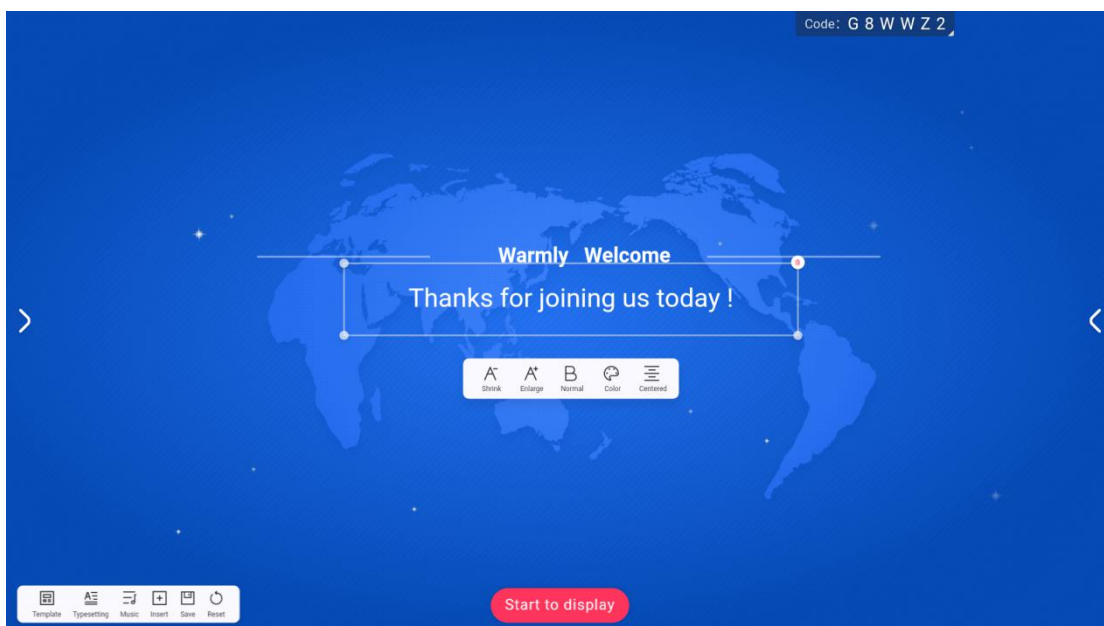 Code: G 8 W W Z 2
Warmly Welcome
Thanks for joining us today !
Shrink Enlarge Normal Color Centered
Template Typesetting Music Insert Save Reset
Start to display